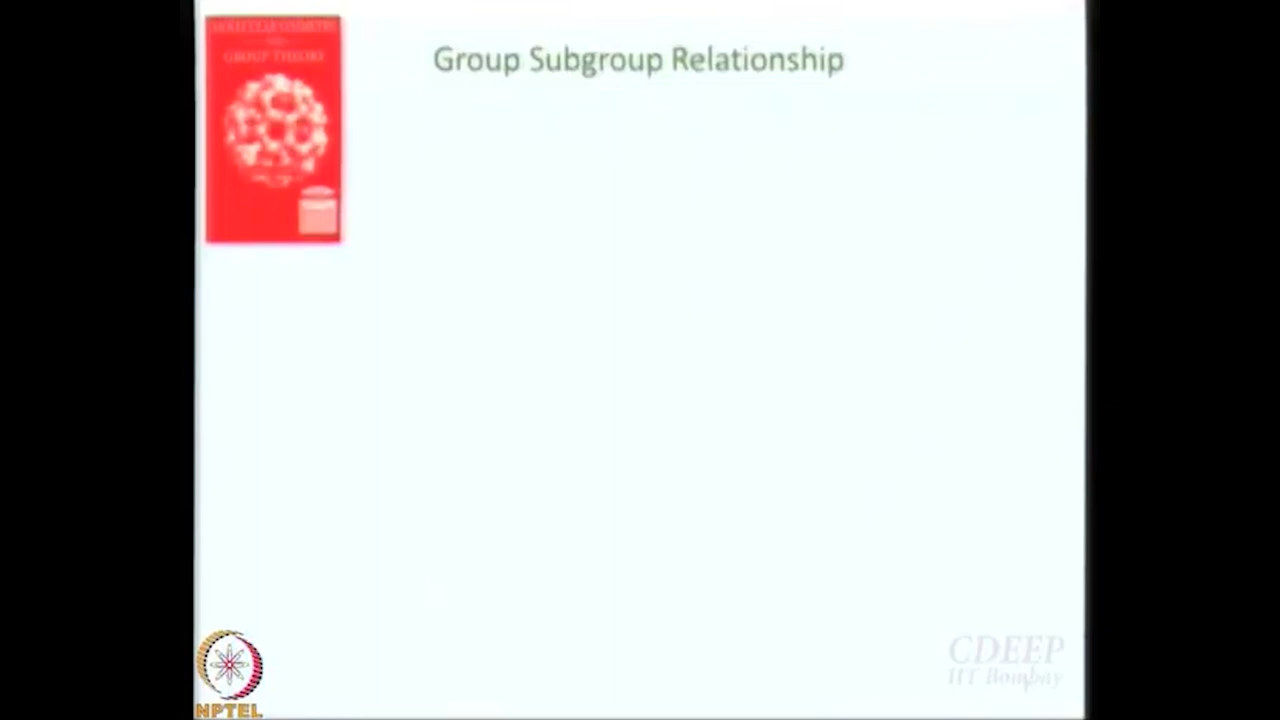 GROUP THEORY
Group Subgroup Relationship
CDEEP
IIT Bombay
NPTEL